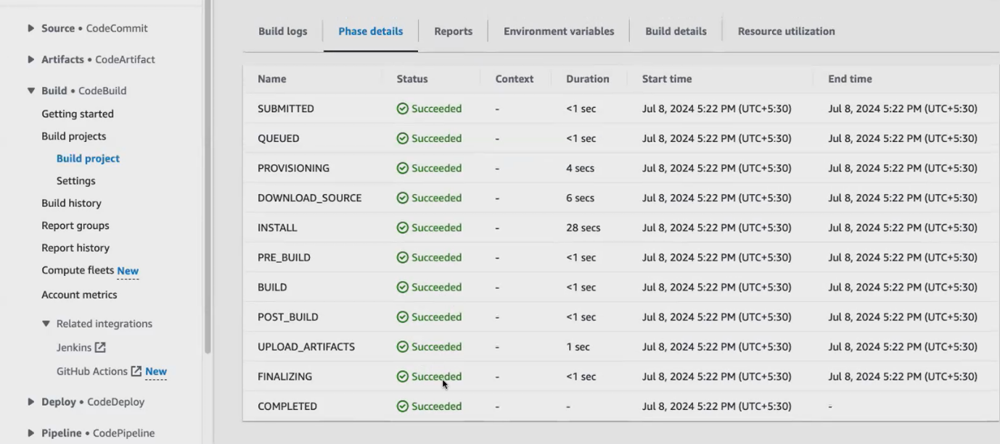 Source • CodeCommit
Artifacts • CodeArtifact
Build • CodeBuild
Getting started
Build projects
Build project
Settings
Build history
Report groups
Report history
Compute fleets New
Account metrics
Related integrations
Jenkins
GitHub Actions New
Deploy • CodeDeploy
Pipeline • CodePipeline
Build logs Phase details Reports Environment variables Build details Resource utilization
Name Status Context Duration Start time End time
SUBMITTED Succeeded - <1 sec Jul 8, 2024 5:22 PM (UTC+5:30) Jul 8, 2024 5:22 PM (UTC+5:30)
QUEUED Succeeded - <1 sec Jul 8, 2024 5:22 PM (UTC+5:30) Jul 8, 2024 5:22 PM (UTC+5:30)
PROVISIONING Succeeded - 4 secs Jul 8, 2024 5:22 PM (UTC+5:30) Jul 8, 2024 5:22 PM (UTC+5:30)
DOWNLOAD_SOURCE Succeeded - 6 secs Jul 8, 2024 5:22 PM (UTC+5:30) Jul 8, 2024 5:22 PM (UTC+5:30)
INSTALL Succeeded - 28 secs Jul 8, 2024 5:22 PM (UTC+5:30) Jul 8, 2024 5:22 PM (UTC+5:30)
PRE_BUILD Succeeded - <1 sec Jul 8, 2024 5:22 PM (UTC+5:30) Jul 8, 2024 5:22 PM (UTC+5:30)
BUILD Succeeded - <1 sec Jul 8, 2024 5:22 PM (UTC+5:30) Jul 8, 2024 5:22 PM (UTC+5:30)
POST_BUILD Succeeded - <1 sec Jul 8, 2024 5:22 PM (UTC+5:30) Jul 8, 2024 5:22 PM (UTC+5:30)
UPLOAD_ARTIFACTS Succeeded - 1 sec Jul 8, 2024 5:22 PM (UTC+5:30) Jul 8, 2024 5:22 PM (UTC+5:30)
FINALIZING Succeeded - <1 sec Jul 8, 2024 5:22 PM (UTC+5:30) Jul 8, 2024 5:22 PM (UTC+5:30)
COMPLETED Succeeded - - Jul 8, 2024 5:22 PM (UTC+5:30) -